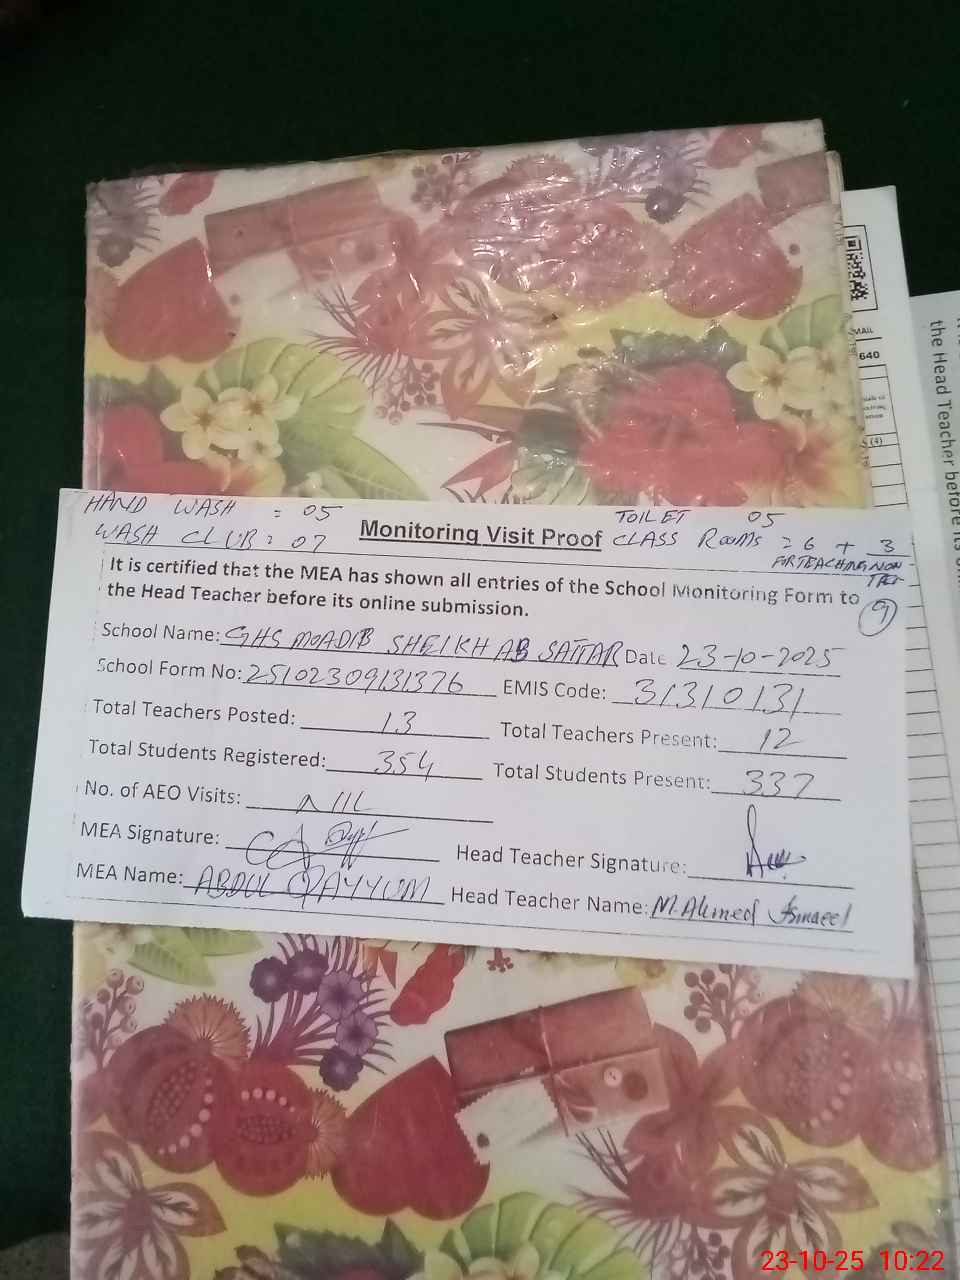 HAND WASH = 05
WASH CLUB = 07
TOILET 05
Monitoring Visit Proof
CLASS ROOMS = 6 + 3
FOR TEACHING NON
9
It is certified that the MEA has shown all entries of the School Monitoring Form to
the Head Teacher before its online submission.
School Name: GHS MOADIB SHEIKH AB SATTAR Date 23-10-2025
School Form No: 25102309131376 EMIS Code: 31310131
Total Teachers Posted: 13 Total Teachers Present: 12
Total Students Registered: 354 Total Students Present: 337
No. of AEO Visits: NIL
MEA Signature: Head Teacher Signature:
MEA Name: ABDUL QAYYUM Head Teacher Name: M. Ahmed Ismaeel
MAIL
640
(4)
the Head Teacher before its
23-10-25 10:22